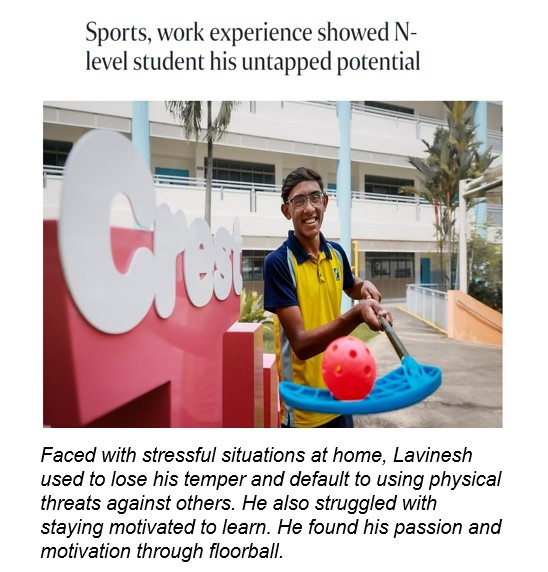 Sports, work experience showed N-
level student his untapped potential
Crest
Faced with stressful situations at home, Lavinesh
used to lose his temper and default to using physical
threats against others. He also struggled with
staying motivated to learn. He found his passion and
motivation through floorball.